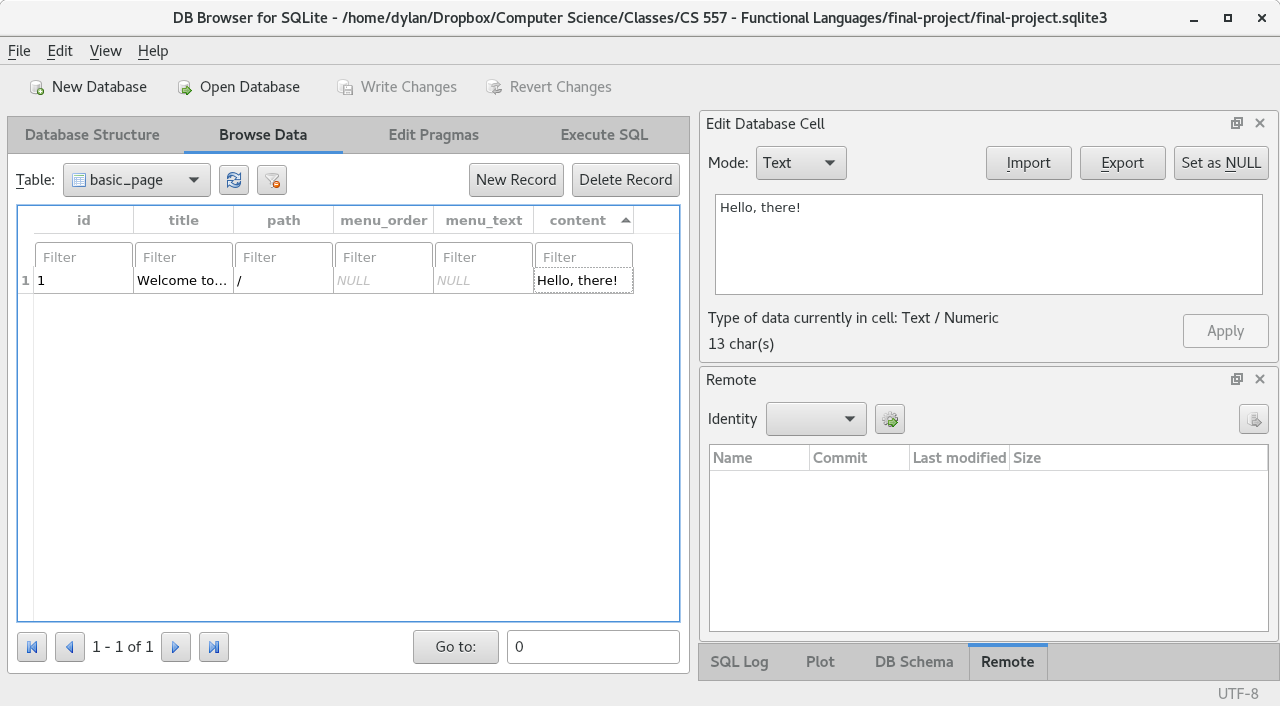 DB Browser for SQLite - /home/dylan/Dropbox/Computer Science/Classes/CS 557 - Functional Languages/final-project/final-project.sqlite3
File Edit View Help
New Database Open Database Write Changes Revert Changes
Database Structure Browse Data Edit Pragmas Execute SQL
Table: basic_page New Record Delete Record
id title path menu_order menu_text content
Filter Filter Filter Filter Filter Filter
1 1 Welcome to... / NULL NULL Hello, there!
1 - 1 of 1 Go to: 0
Edit Database Cell
Mode: Text Import Export Set as NULL
Hello, there!
Type of data currently in cell: Text / Numeric
13 char(s)
Apply
Remote
Identity
Name Commit Last modified Size
SQL Log Plot DB Schema Remote
UTF-8